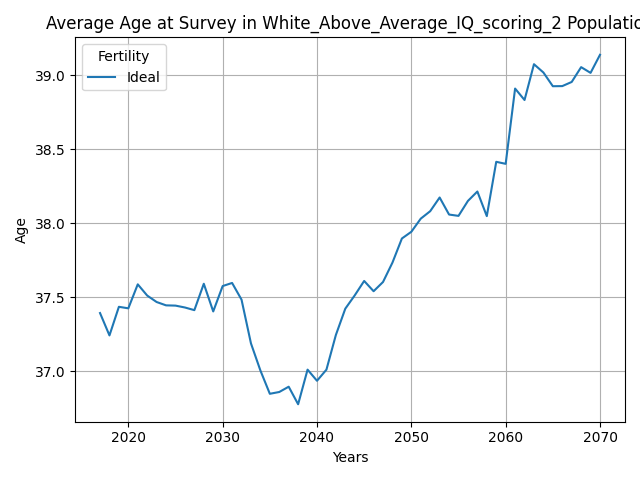 Average Age at Survey in White_Above_Average_IQ_scoring_2 Populatio
Fertility
Ideal
Age
39.0
38.5
38.0
37.5
37.0
2020 2030 2040 2050 2060 2070
Years